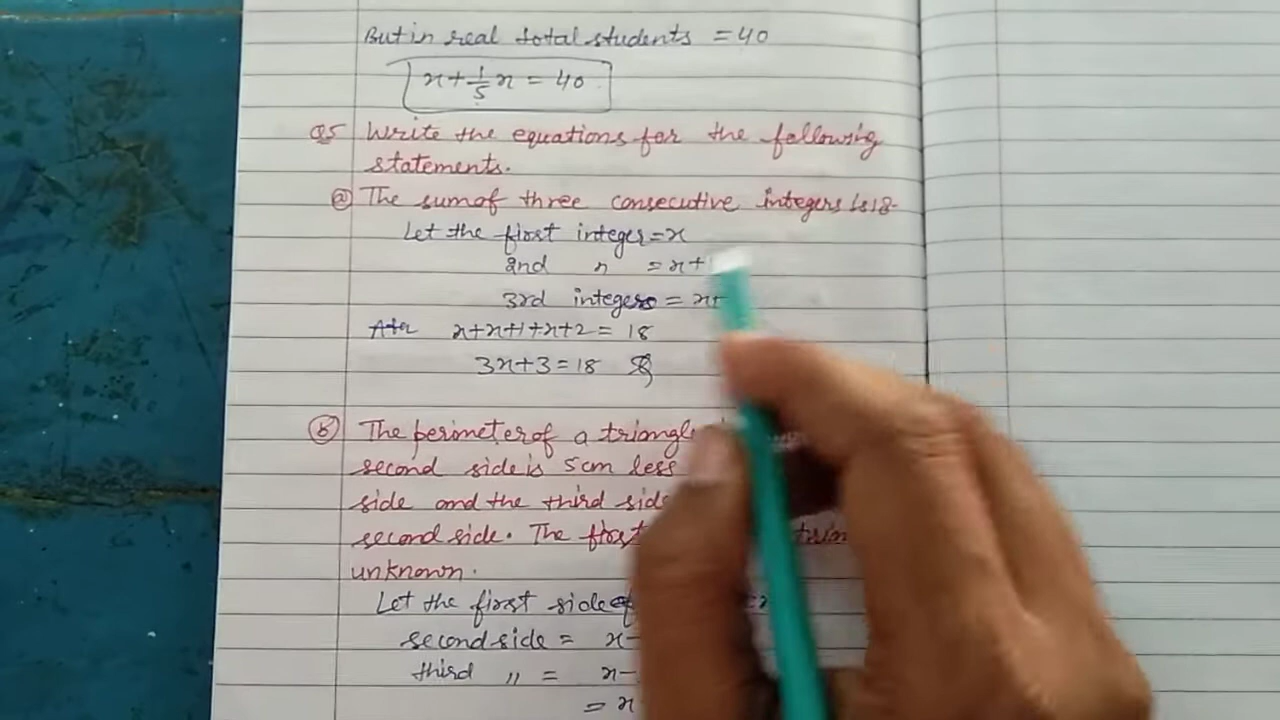 But in real total students = 40
x + 1/5 x = 40
Q5 Write the equations for the following
statements.
(a) The sum of three consecutive integers is 18.
Let the first integer = x
2nd " = x+
3rd integers = x+
x+x+1+x+2 = 18
3x+3=18
(b) The perimeter of a triangle
second side is 5cm less
side and the third side
second side. The first
unknown.
Let the first side of = x
second side = x-
third " = x-
= x